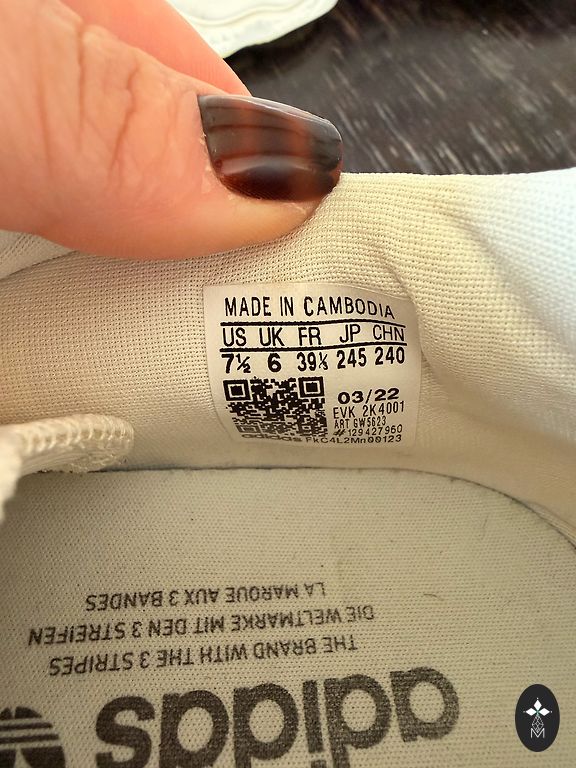 MADE IN CAMBODIA
US UK FR JP CHN
7½ 6 39⅓ 245 240
03/22
EVK 2K4001
ART GW5623
#129427960
adidas FkC4L2Mn00123
adidas
THE BRAND WITH THE 3 STRIPES
DIE WELTMARKE MIT DEN 3 STREIFEN
LA MARQUE AUX 3 BANDES
M